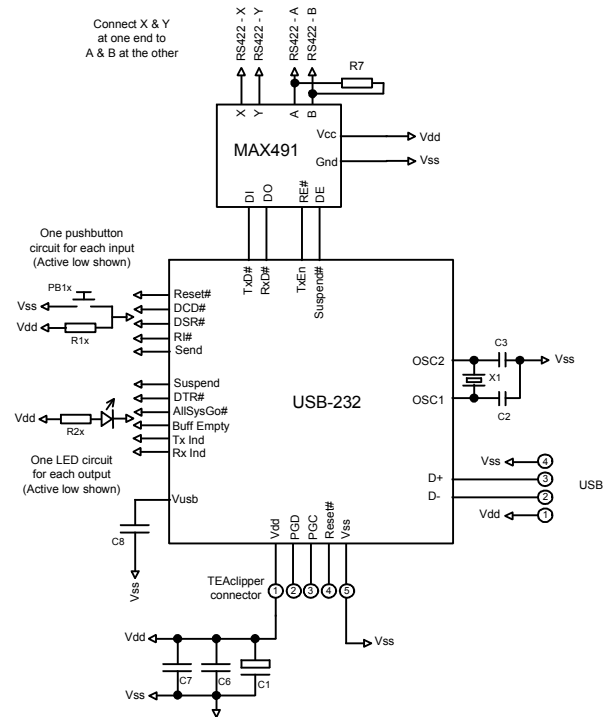 Connect X & Y
at one end to
A & B at the other
RS422 - X
RS422 - Y
RS422 - A
RS422 - B
R7
X
Y
A
B
MAX491
Vcc
Vdd
Gnd
Vss
DI
DO
RE#
DE
One pushbutton
circuit for each input
(Active low shown)
PB1x
Vss
Vdd
R1x
TxD#
RxD#
TxEn
Suspend#
Reset#
DCD#
DSR#
RI#
Send
Suspend
DTR#
AllSysGo#
Buff Empty
Tx Ind
Rx Ind
Vdd
R2x
One LED circuit
for each output
(Active low shown)
USB-232
OSC2
OSC1
C3
X1
C2
Vss
Vss
4
D+
3
D-
2
Vdd
1
USB
Vusb
C8
Vss
Vdd
PGD
PGC
Reset#
Vss
TEAclipper
connector
1
2
3
4
5
Vss
Vdd
C7
C6
C1
Vss